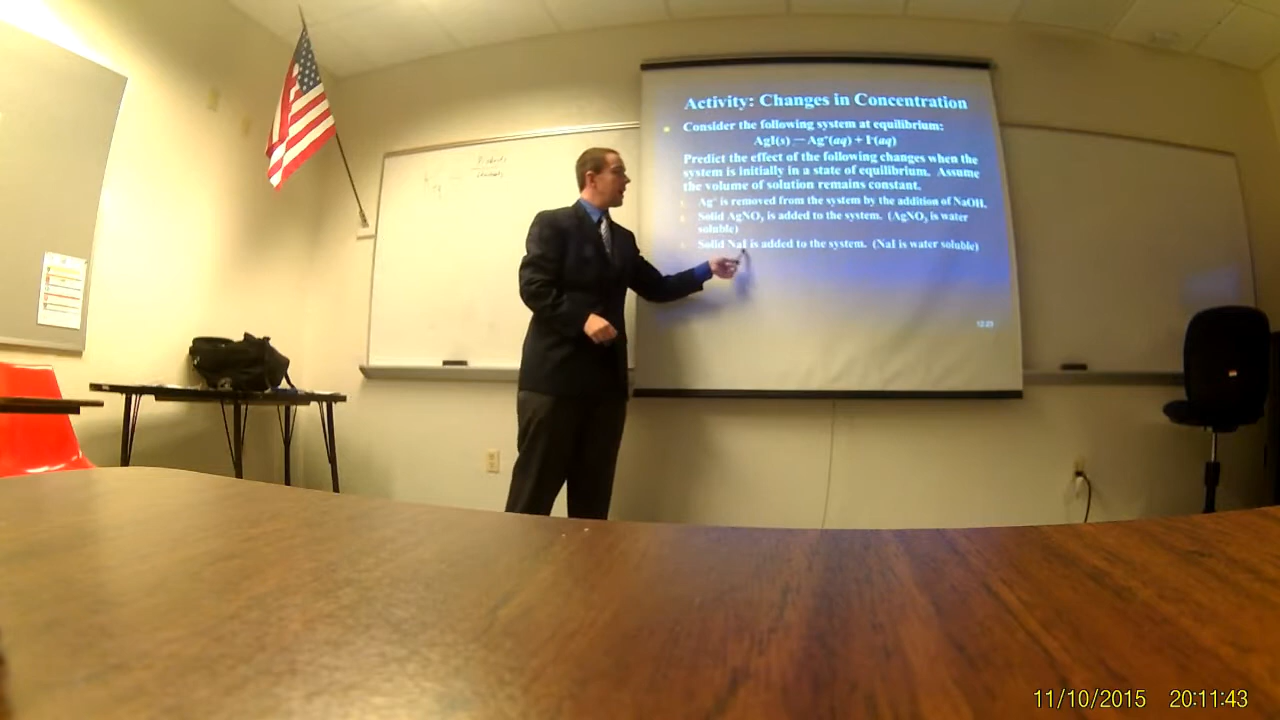 Activity: Changes in Concentration
Consider the following system at equilibrium:
AgI(s) ⇌ Ag⁺(aq) + I⁻(aq)
Predict the effect of the following changes when the
system is initially in a state of equilibrium. Assume
the volume of solution remains constant.
Ag⁺ is removed from the system by the addition of NaOH.
Solid AgNO₃ is added to the system. (AgNO₃ is water
soluble)
Solid NaI is added to the system. (NaI is water soluble)
12-23
11/10/2015 20:11:43